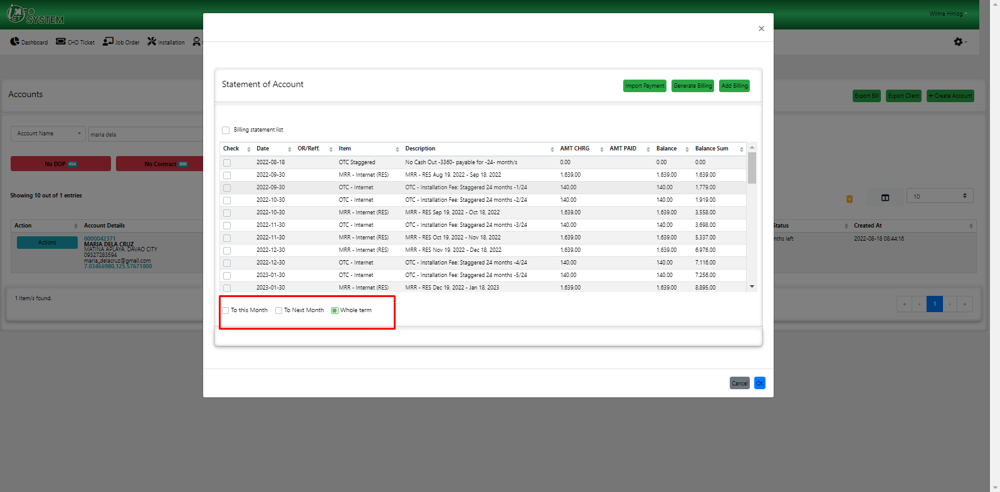 iNFO
NET
SYSTEM
Wilma Hinlog
Dashboard
CHD Ticket
Job Order
Installation
×
Statement of Account
Import Payment
Generate Billing
Add Billing
Accounts
Export Bill
Export Client
+ Create Account
Account Name
maria dela
No DOP 454
No Contract 888
Showing 10 out of 1 entries
10
Action
Account Details
Status
Created At
Actions
0000042371
MARIA DELA CRUZ
MATINA APLAYA, DAVAO CITY
09327283594
maria_delacruz@gmail.com
7.03466980,125.57671800
nths left
2022-08-18 08:44:16
1 item/s found.
« ‹ 1 › »
Billing statement list
Check Date OR/Reff. Item Description AMT CHRG AMT PAID Balance Balance Sum
2022-08-18 OTC Staggered No Cash Out -3360- payable for -24- month/s 0.00 0.00 0.00
2022-09-30 MRR - Internet (RES) MRR - RES Aug 19, 2022 - Sep 18, 2022 1,639.00 1,639.00 1,639.00
2022-09-30 OTC - Internet OTC - Installation Fee: Staggered 24 months -1/24 140.00 140.00 1,779.00
2022-10-30 OTC - Internet OTC - Installation Fee: Staggered 24 months -2/24 140.00 140.00 1,919.00
2022-10-30 MRR - Internet (RES) MRR - RES Sep 19, 2022 - Oct 18, 2022 1,639.00 1,639.00 3,558.00
2022-11-30 OTC - Internet OTC - Installation Fee: Staggered 24 months -3/24 140.00 140.00 3,698.00
2022-11-30 MRR - Internet (RES) MRR - RES Oct 19, 2022 - Nov 18, 2022 1,639.00 1,639.00 5,337.00
2022-12-30 MRR - Internet (RES) MRR - RES Nov 19, 2022 - Dec 18, 2022 1,639.00 1,639.00 6,976.00
2022-12-30 OTC - Internet OTC - Installation Fee: Staggered 24 months -4/24 140.00 140.00 7,116.00
2023-01-30 OTC - Internet OTC - Installation Fee: Staggered 24 months -5/24 140.00 140.00 7,256.00
2023-01-30 MRR - Internet (RES) MRR - RES Dec 19, 2022 - Jan 18, 2023 1,639.00 1,639.00 8,895.00
To this Month
To Next Month
Whole term
Cancel
OK